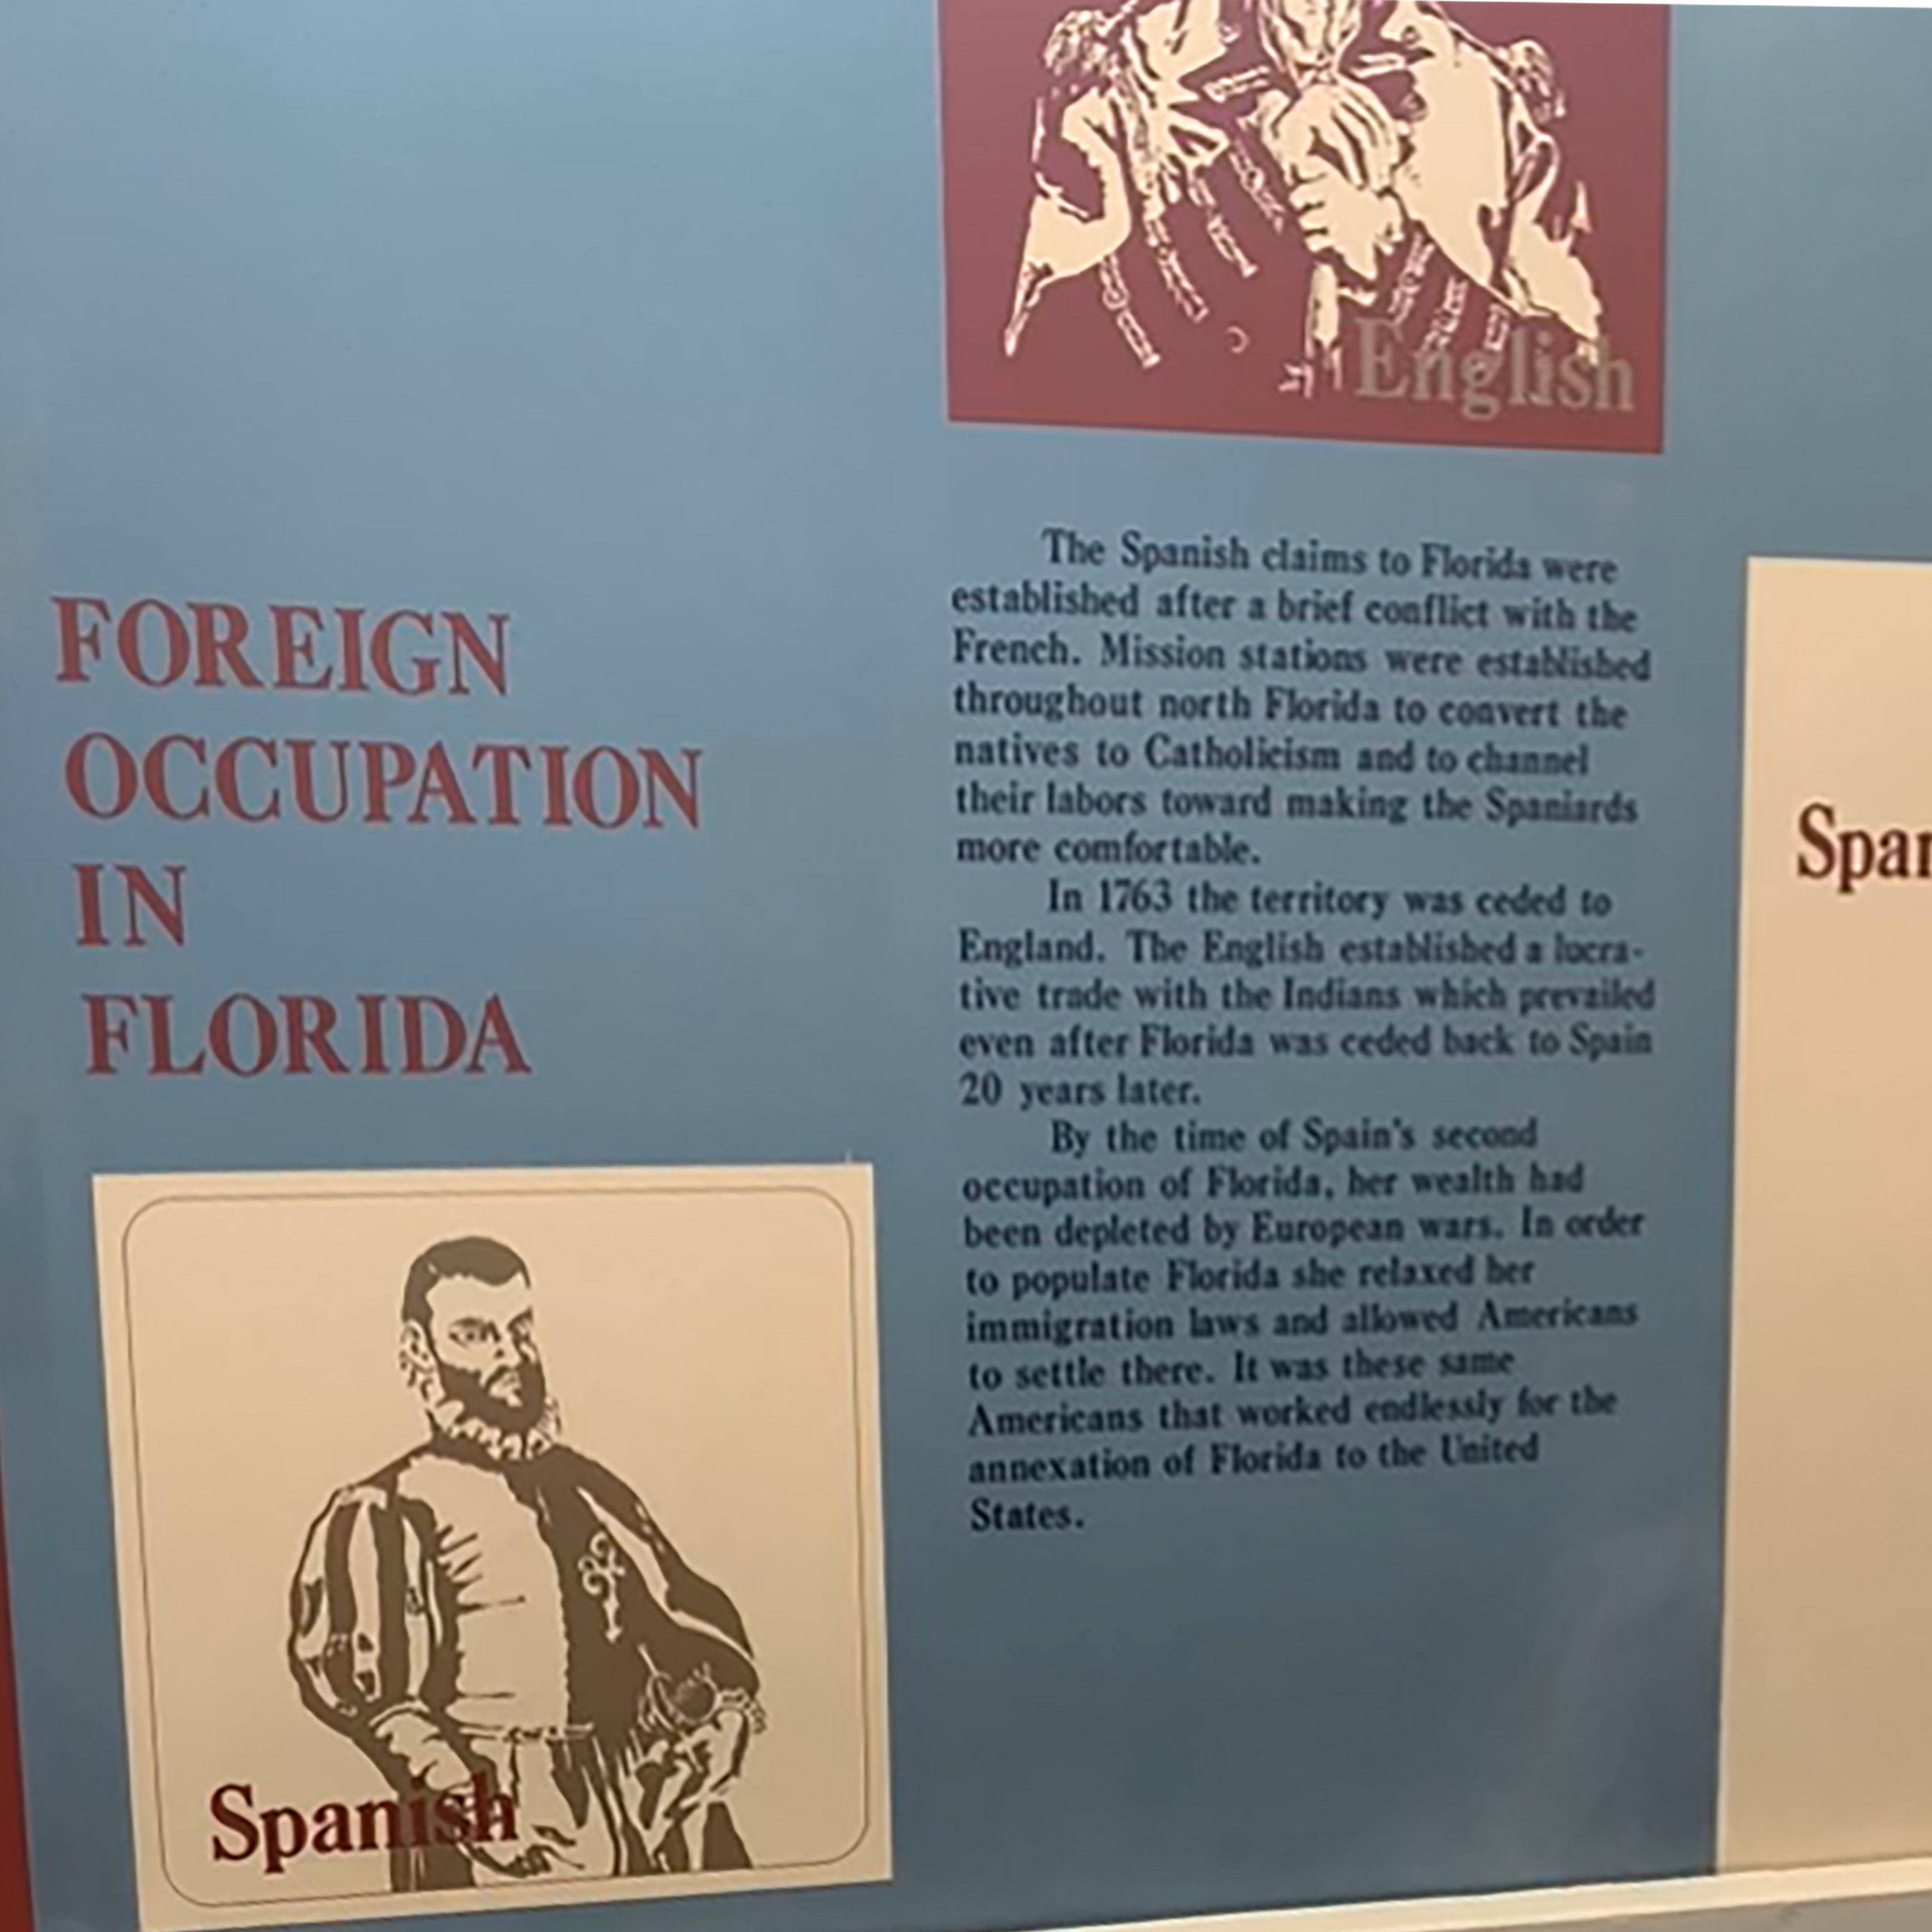 FOREIGN
OCCUPATION
IN
FLORIDA
Spanish
English
The Spanish claims to Florida were
established after a brief conflict with the
French. Mission stations were established
throughout north Florida to convert the
natives to Catholicism and to channel
their labors toward making the Spaniards
more comfortable.
In 1763 the territory was ceded to
England. The English established a lucra-
tive trade with the Indians which prevailed
even after Florida was ceded back to Spain
20 years later.
By the time of Spain's second
occupation of Florida, her wealth had
been depleted by European wars. In order
to populate Florida she relaxed her
immigration laws and allowed Americans
to settle there. It was these same
Americans that worked endlessly for the
annexation of Florida to the United
States.